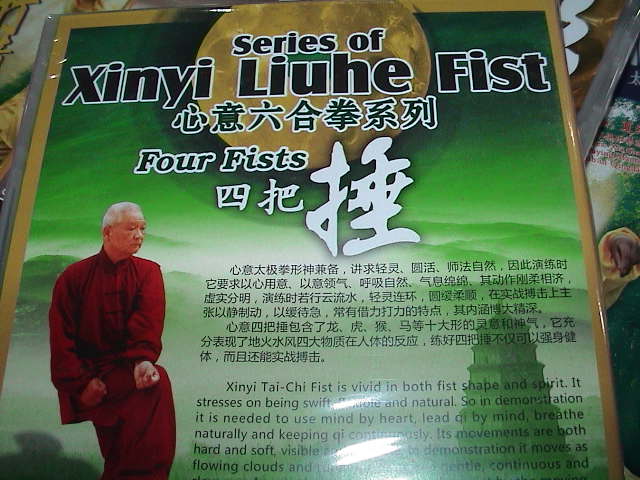 Series of
Xinyi Liuhe Fist
心意六合拳系列
Four Fists
四把捶
心意太极拳形神兼备，讲求轻灵、圆活、师法自然，因此演练时
它要求以心用意、以意领气、呼吸自然、气息绵绵，其动作刚柔相济，
虚实分明，演练时若行云流水，轻灵连环，圆缓柔顺，在实战搏击上主
张以静制动，以缓待急，常有借力打力的特点，其内涵博大精深。
心意四把捶包含了龙、虎、猴、马等十大形的灵意和神气，它充
分表现了地火水风四大物质在人体的反应，练好四把捶不仅可以强身健
体，而目还能实战搏击。
Xinyi Tai-Chi Fist is vivid in both fist shape and spirit. It
stresses on being swift, flexible and natural. So in demonstration
it is needed to use mind by heart, lead qi by mind, breathe
naturally and keeping qi continuously. Its movements are both
hard and soft, visible demonstration it moves as
flowing clouds and gentle, continuous and